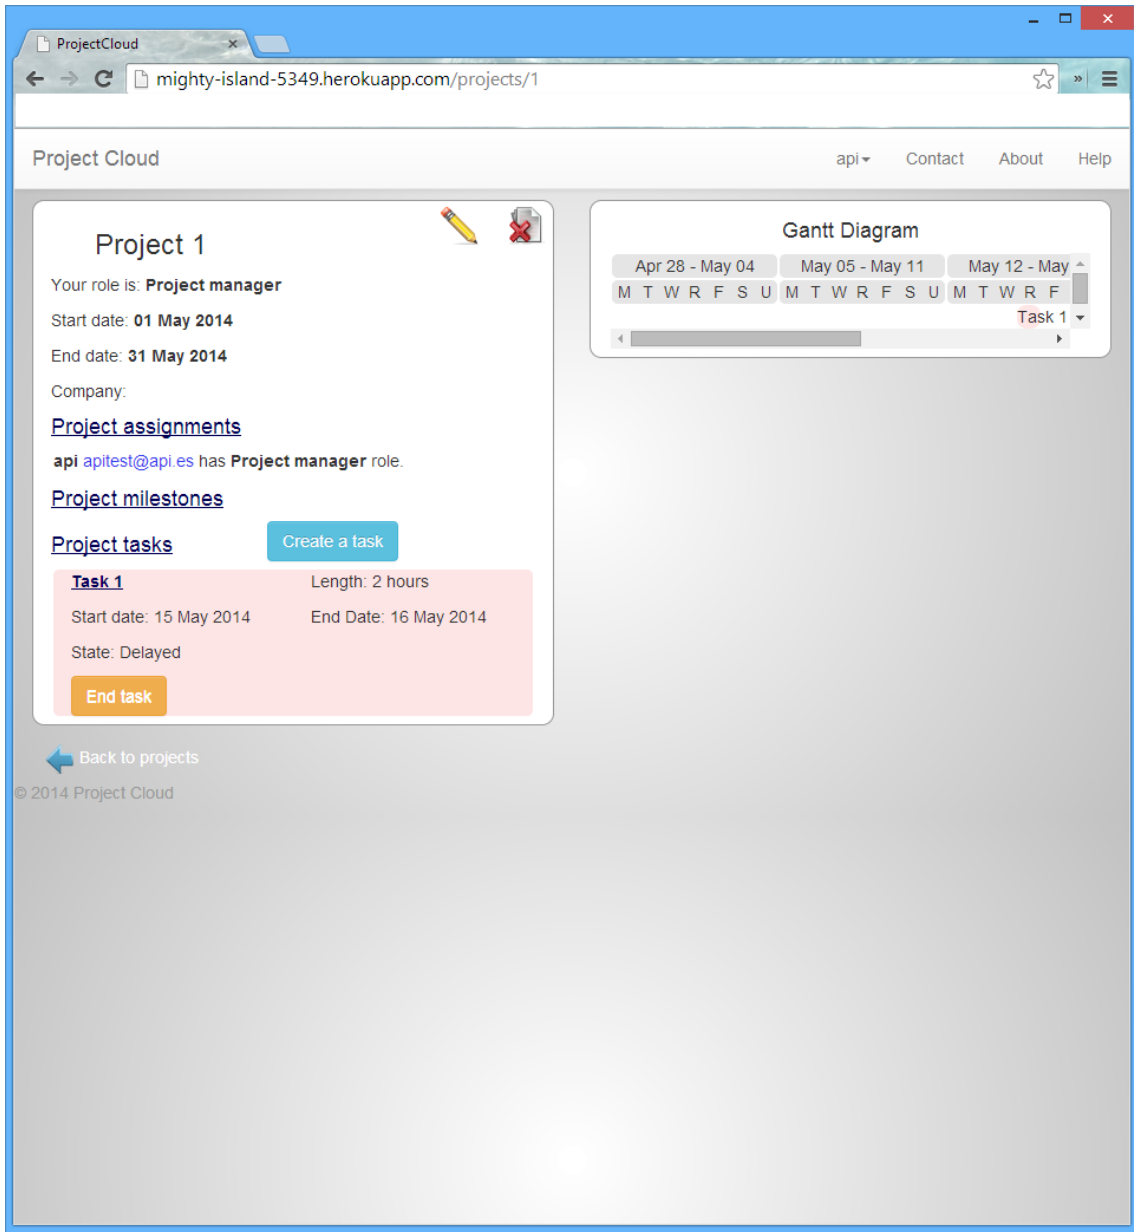 ProjectCloud
mighty-island-5349.herokuapp.com/projects/1
Project Cloud
api Contact About Help
Project 1
Your role is: Project manager
Start date: 01 May 2014
End date: 31 May 2014
Company:
Project assignments
api apitest@api.es has Project manager role.
Project milestones
Project tasks
Create a task
Task 1
Length: 2 hours
Start date: 15 May 2014
End Date: 16 May 2014
State: Delayed
End task
Back to projects
© 2014 Project Cloud
Gantt Diagram
Apr 28 - May 04 May 05 - May 11 May 12 - May
M T W R F S U M T W R F S U M T W R F
Task 1